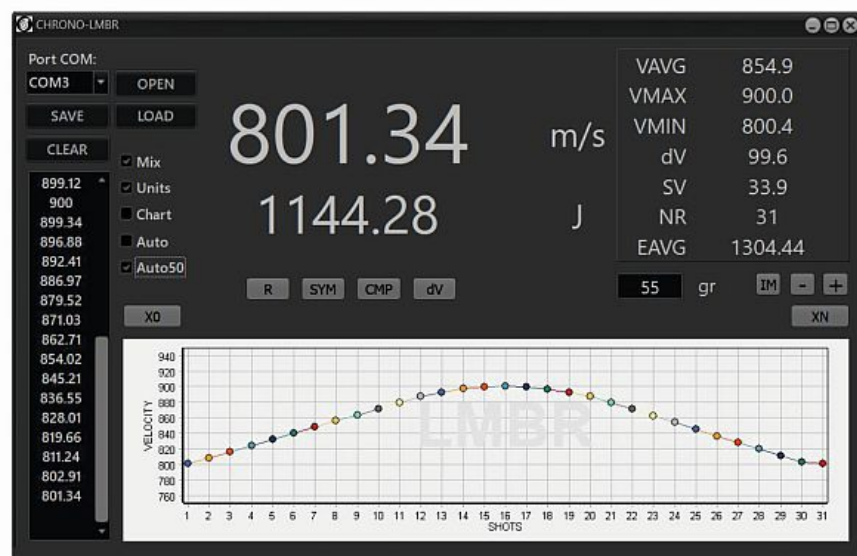 CHRONO-LMBR
Port COM:
COM3
OPEN
SAVE
LOAD
CLEAR
Mix
Units
Chart
Auto
Auto50
899.12
900
899.34
896.88
892.41
886.97
879.52
871.03
862.71
854.02
845.21
836.55
828.01
819.66
811.24
802.91
801.34
801.34 m/s
1144.28 J
R SYM CMP dV
VAVG 854.9
VMAX 900.0
VMIN 800.4
dV 99.6
SV 33.9
NR 31
EAVG 1304.44
55 gr IM - +
X0
XN
VELOCITY
940
920
900
880
860
840
820
800
780
760
LMBR
1 2 3 4 5 6 7 8 9 10 11 12 13 14 15 16 17 18 19 20 21 22 23 24 25 26 27 28 29 30 31
SHOTS